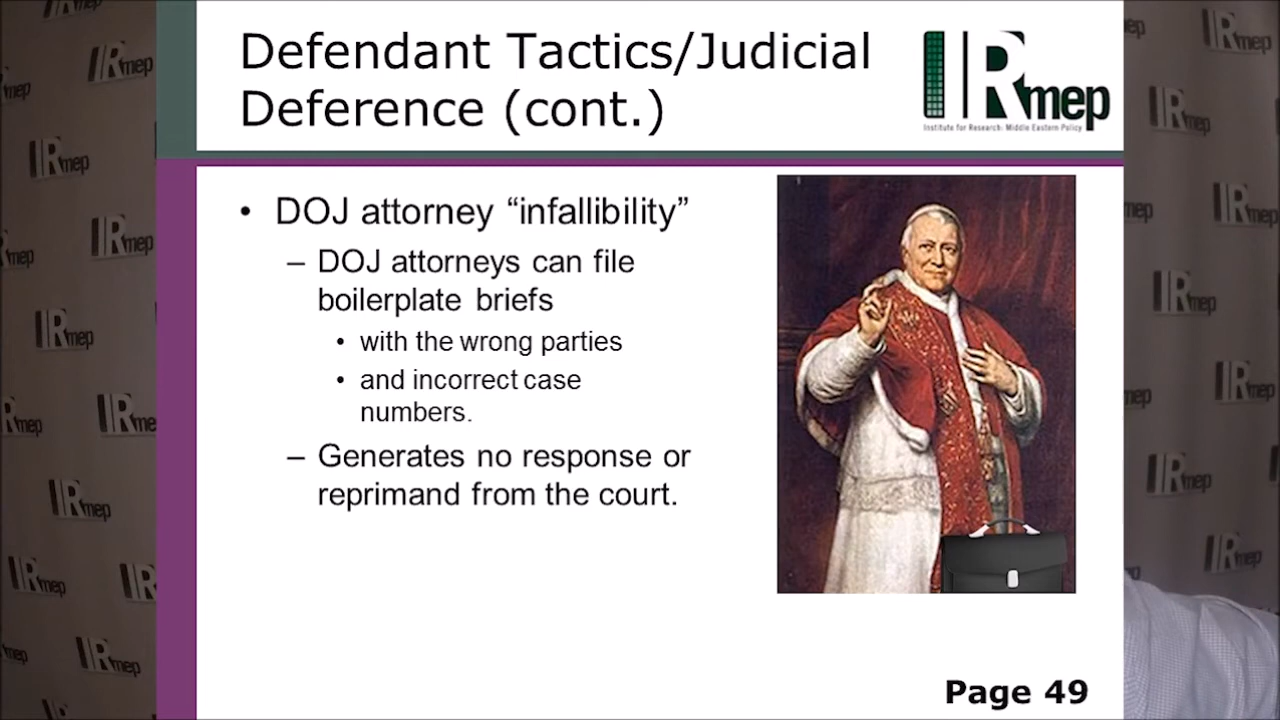 Defendant Tactics/Judicial
Deference (cont.)
IRmep
Institute for Research: Middle Eastern Policy
• DOJ attorney “infallibility”
– DOJ attorneys can file
boilerplate briefs
• with the wrong parties
• and incorrect case
numbers.
– Generates no response or
reprimand from the court.
Page 49